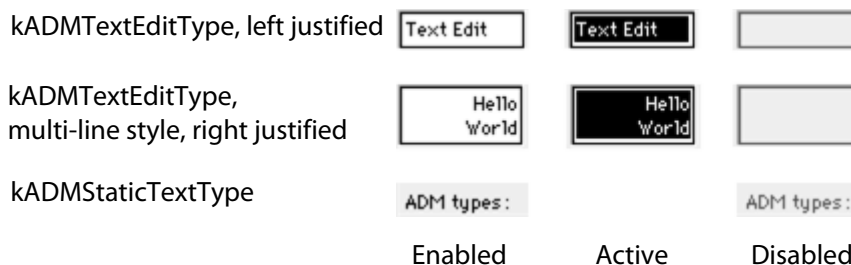 kADMTextEditType, left justified Text Edit Text Edit
kADMTextEditType,
multi-line style, right justified
Hello
World
Hello
World
kADMStaticTextType ADM types: ADM types:
Enabled Active Disabled